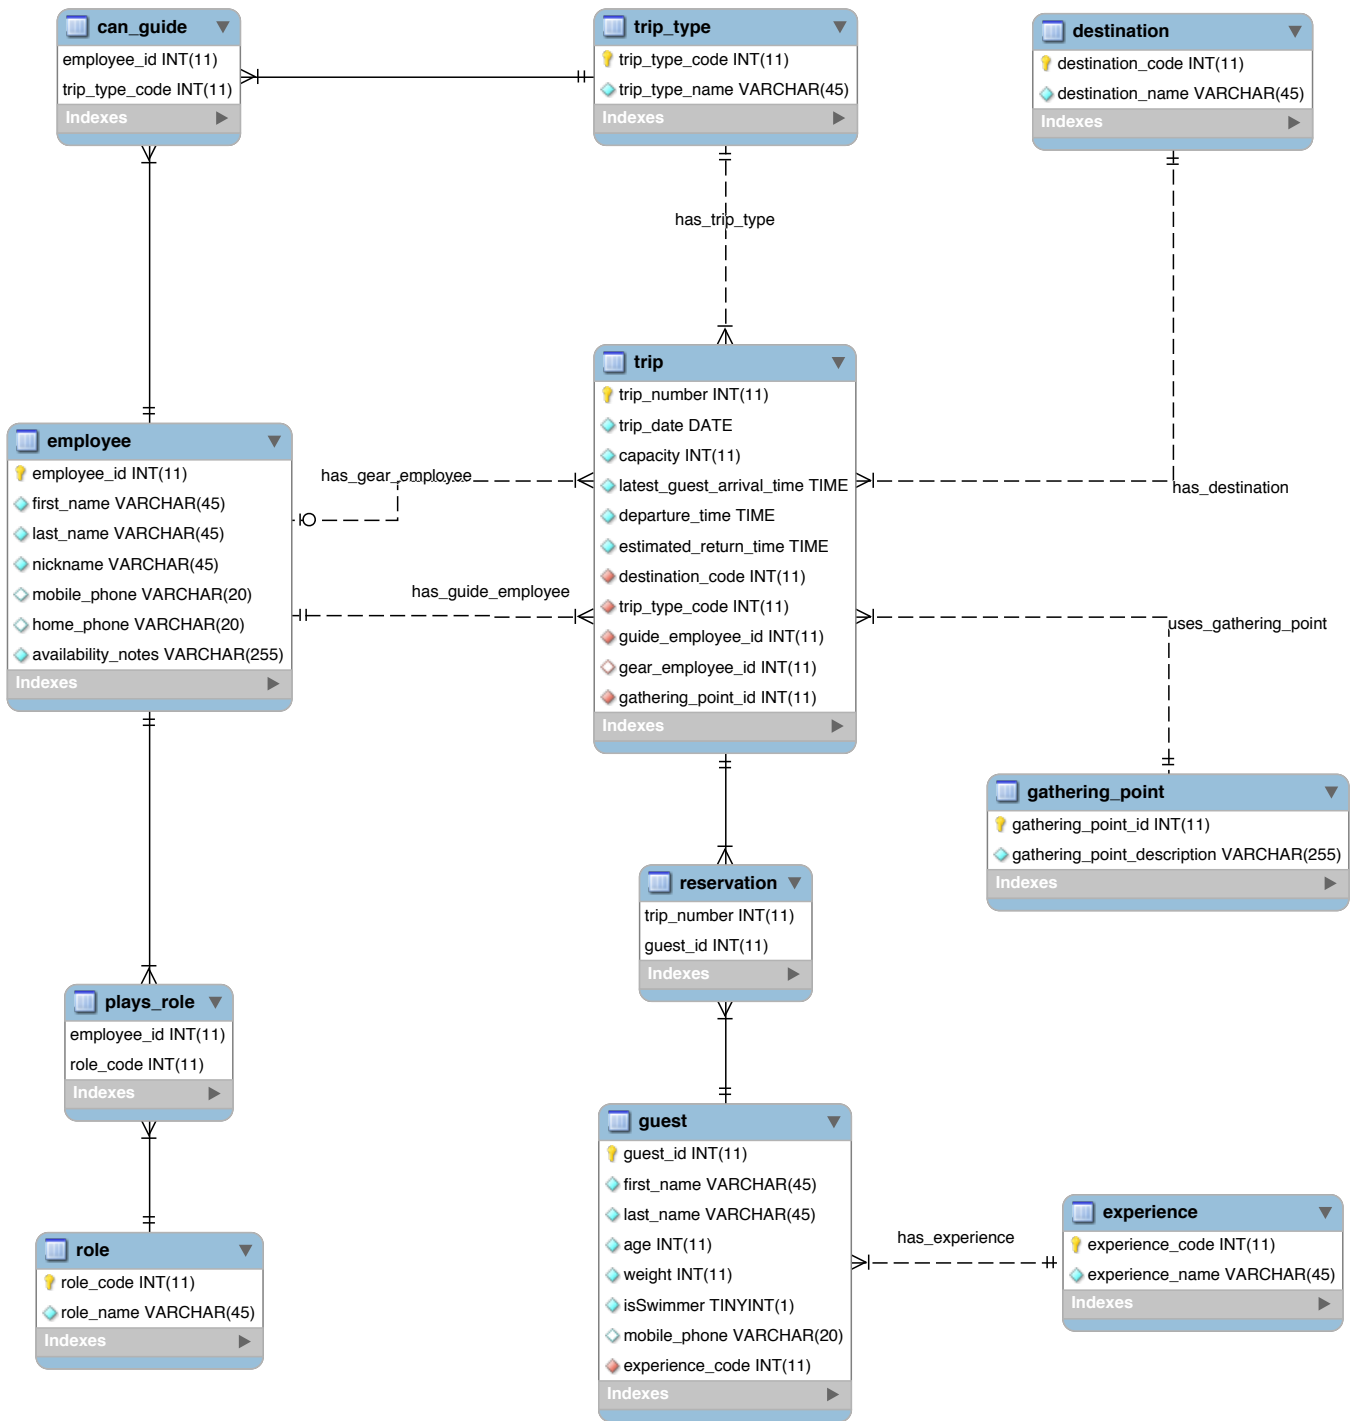 can_guide
employee_id INT(11)
trip_type_code INT(11)
Indexes
trip_type
trip_type_code INT(11)
trip_type_name VARCHAR(45)
Indexes
destination
destination_code INT(11)
destination_name VARCHAR(45)
Indexes
has_trip_type
employee
employee_id INT(11)
first_name VARCHAR(45)
last_name VARCHAR(45)
nickname VARCHAR(45)
mobile_phone VARCHAR(20)
home_phone VARCHAR(20)
availability_notes VARCHAR(255)
Indexes
has_gear_employee
has_guide_employee
trip
trip_number INT(11)
trip_date DATE
capacity INT(11)
latest_guest_arrival_time TIME
departure_time TIME
estimated_return_time TIME
destination_code INT(11)
trip_type_code INT(11)
guide_employee_id INT(11)
gear_employee_id INT(11)
gathering_point_id INT(11)
Indexes
has_destination
uses_gathering_point
gathering_point
gathering_point_id INT(11)
gathering_point_description VARCHAR(255)
Indexes
reservation
trip_number INT(11)
guest_id INT(11)
Indexes
plays_role
employee_id INT(11)
role_code INT(11)
Indexes
role
role_code INT(11)
role_name VARCHAR(45)
Indexes
guest
guest_id INT(11)
first_name VARCHAR(45)
last_name VARCHAR(45)
age INT(11)
weight INT(11)
isSwimmer TINYINT(1)
mobile_phone VARCHAR(20)
experience_code INT(11)
Indexes
has_experience
experience
experience_code INT(11)
experience_name VARCHAR(45)
Indexes